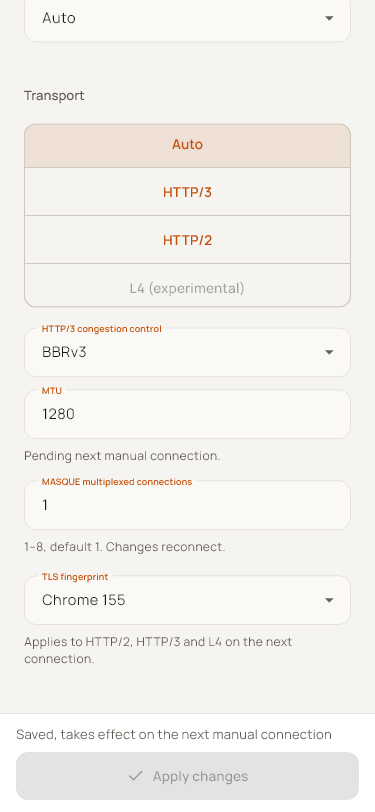 Auto
Transport
Auto
HTTP/3
HTTP/2
L4 (experimental)
HTTP/3 congestion control
BBRv3
MTU
1280
Pending next manual connection.
MASQUE multiplexed connections
1
1–8, default 1. Changes reconnect.
TLS fingerprint
Chrome 155
Applies to HTTP/2, HTTP/3 and L4 on the next
connection.
Saved, takes effect on the next manual connection
Apply changes